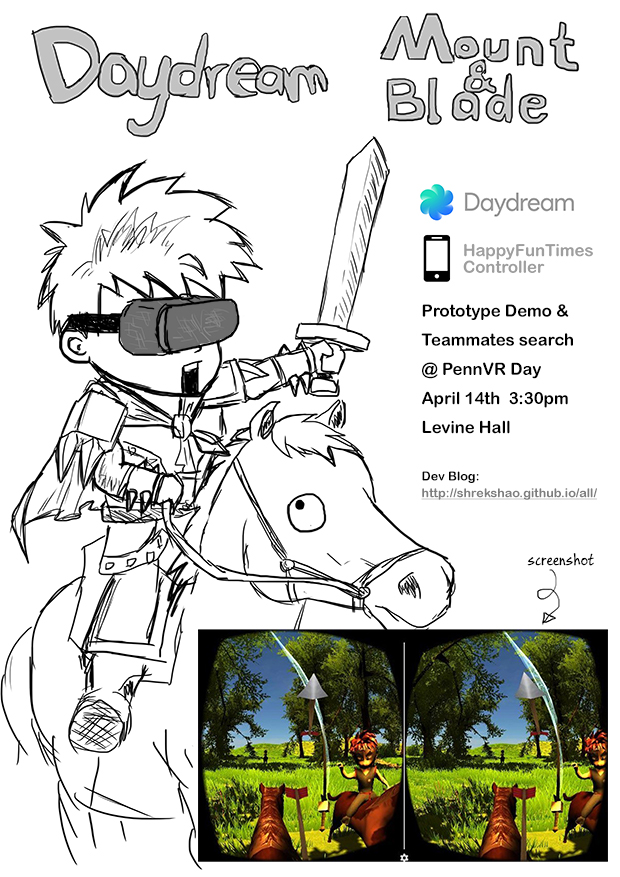 Daydream
Mount
&
Blade
Daydream
HappyFunTimes
Controller
Prototype Demo &
Teammates search
@ PennVR Day
April 14th 3:30pm
Levine Hall
Dev Blog:
http://shrekshao.github.io/all/
screenshot